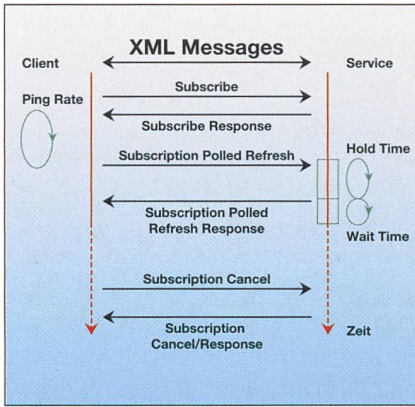 XML Messages
Client
Service
Subscribe
Ping Rate
Subscribe Response
Hold Time
Subscription Polled Refresh
Subscription Polled
Refresh Response
Wait Time
Subscription Cancel
Subscription
Cancel/Response
Zeit